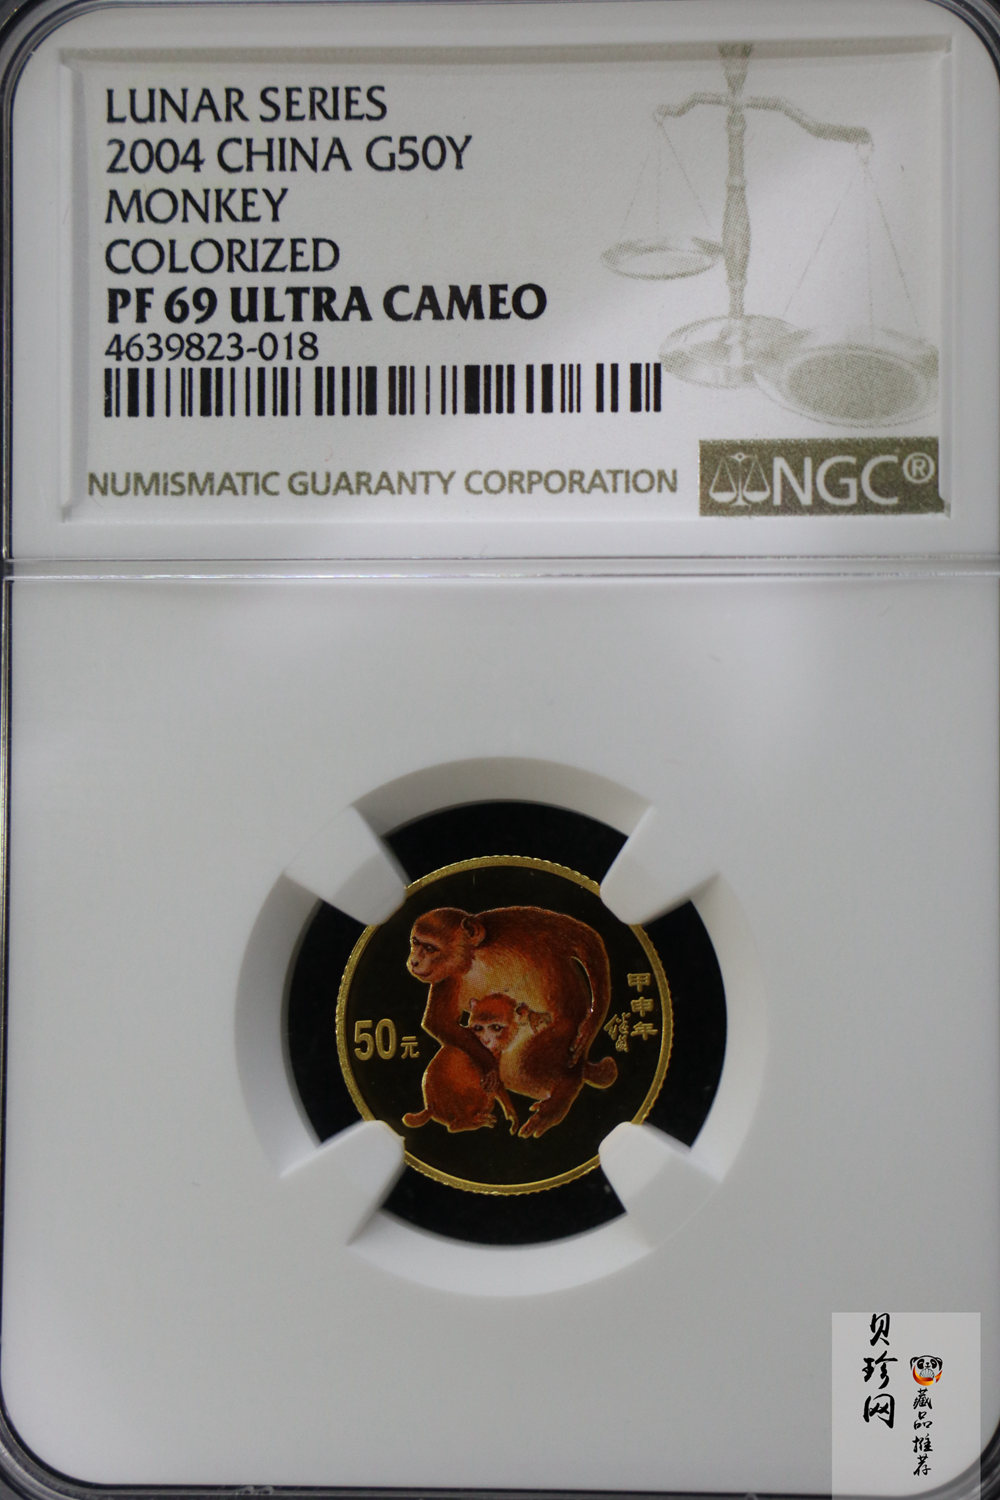 LUNAR SERIES
2004 CHINA G50Y
MONKEY
COLORIZED
PF 69 ULTRA CAMEO
4639823-018
NUMISMATIC GUARANTY CORPORATION
NGC®
50元
甲申年
贝珍网
藏品推荐